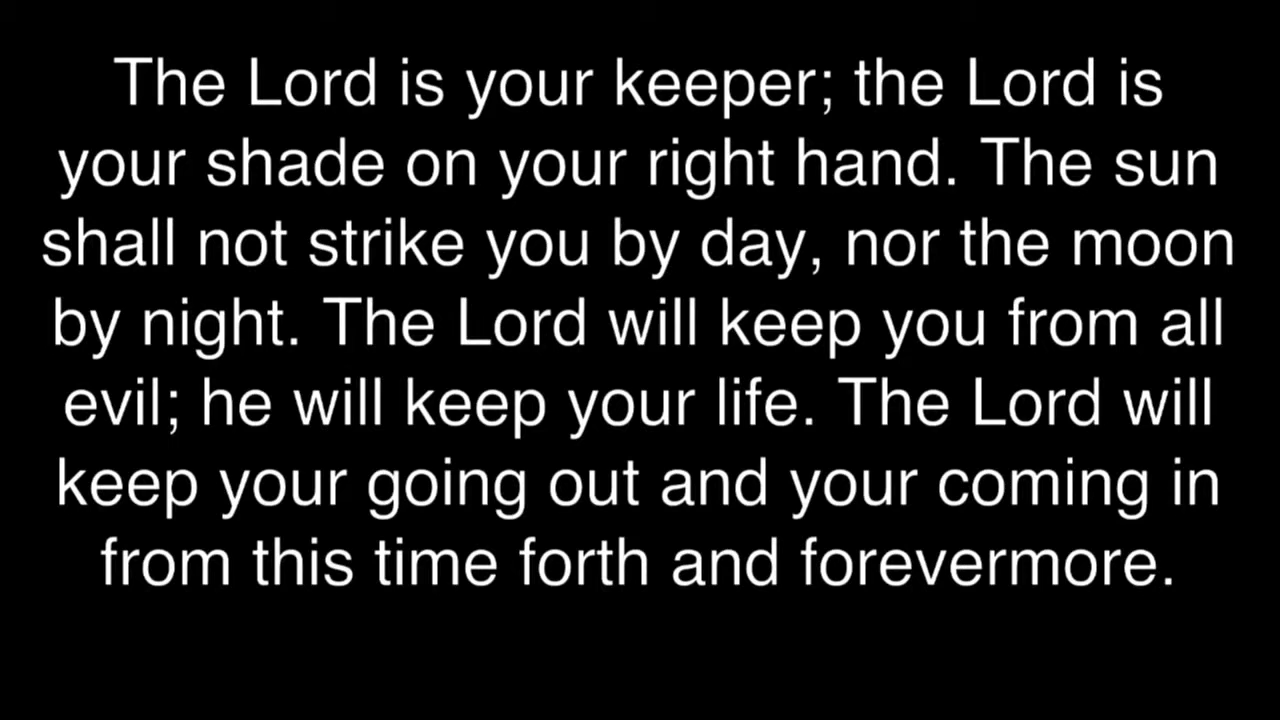 The Lord is your keeper; the Lord is
your shade on your right hand. The sun
shall not strike you by day, nor the moon
by night. The Lord will keep you from all
evil; he will keep your life. The Lord will
keep your going out and your coming in
from this time forth and forevermore.